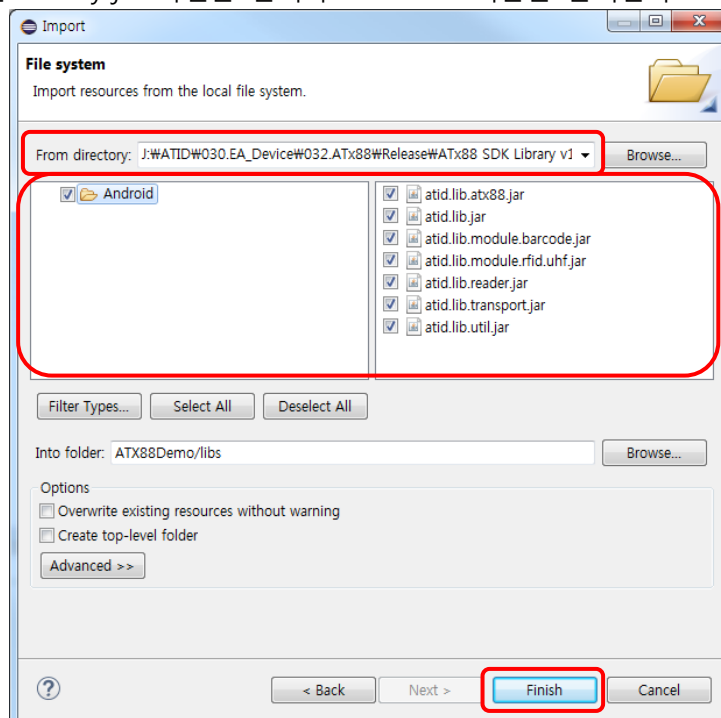 Import
File system
Import resources from the local file system.
From directory: J:₩ATID₩030.EA_Device₩032.ATx88₩Release₩ATx88 SDK Library v1
Browse...
Android
atid.lib.atx88.jar
atid.lib.jar
atid.lib.module.barcode.jar
atid.lib.module.rfid.uhf.jar
atid.lib.reader.jar
atid.lib.transport.jar
atid.lib.util.jar
Filter Types... Select All Deselect All
Into folder: ATX88Demo/libs Browse...
Options
Overwrite existing resources without warning
Create top-level folder
Advanced >>
? < Back Next > Finish Cancel